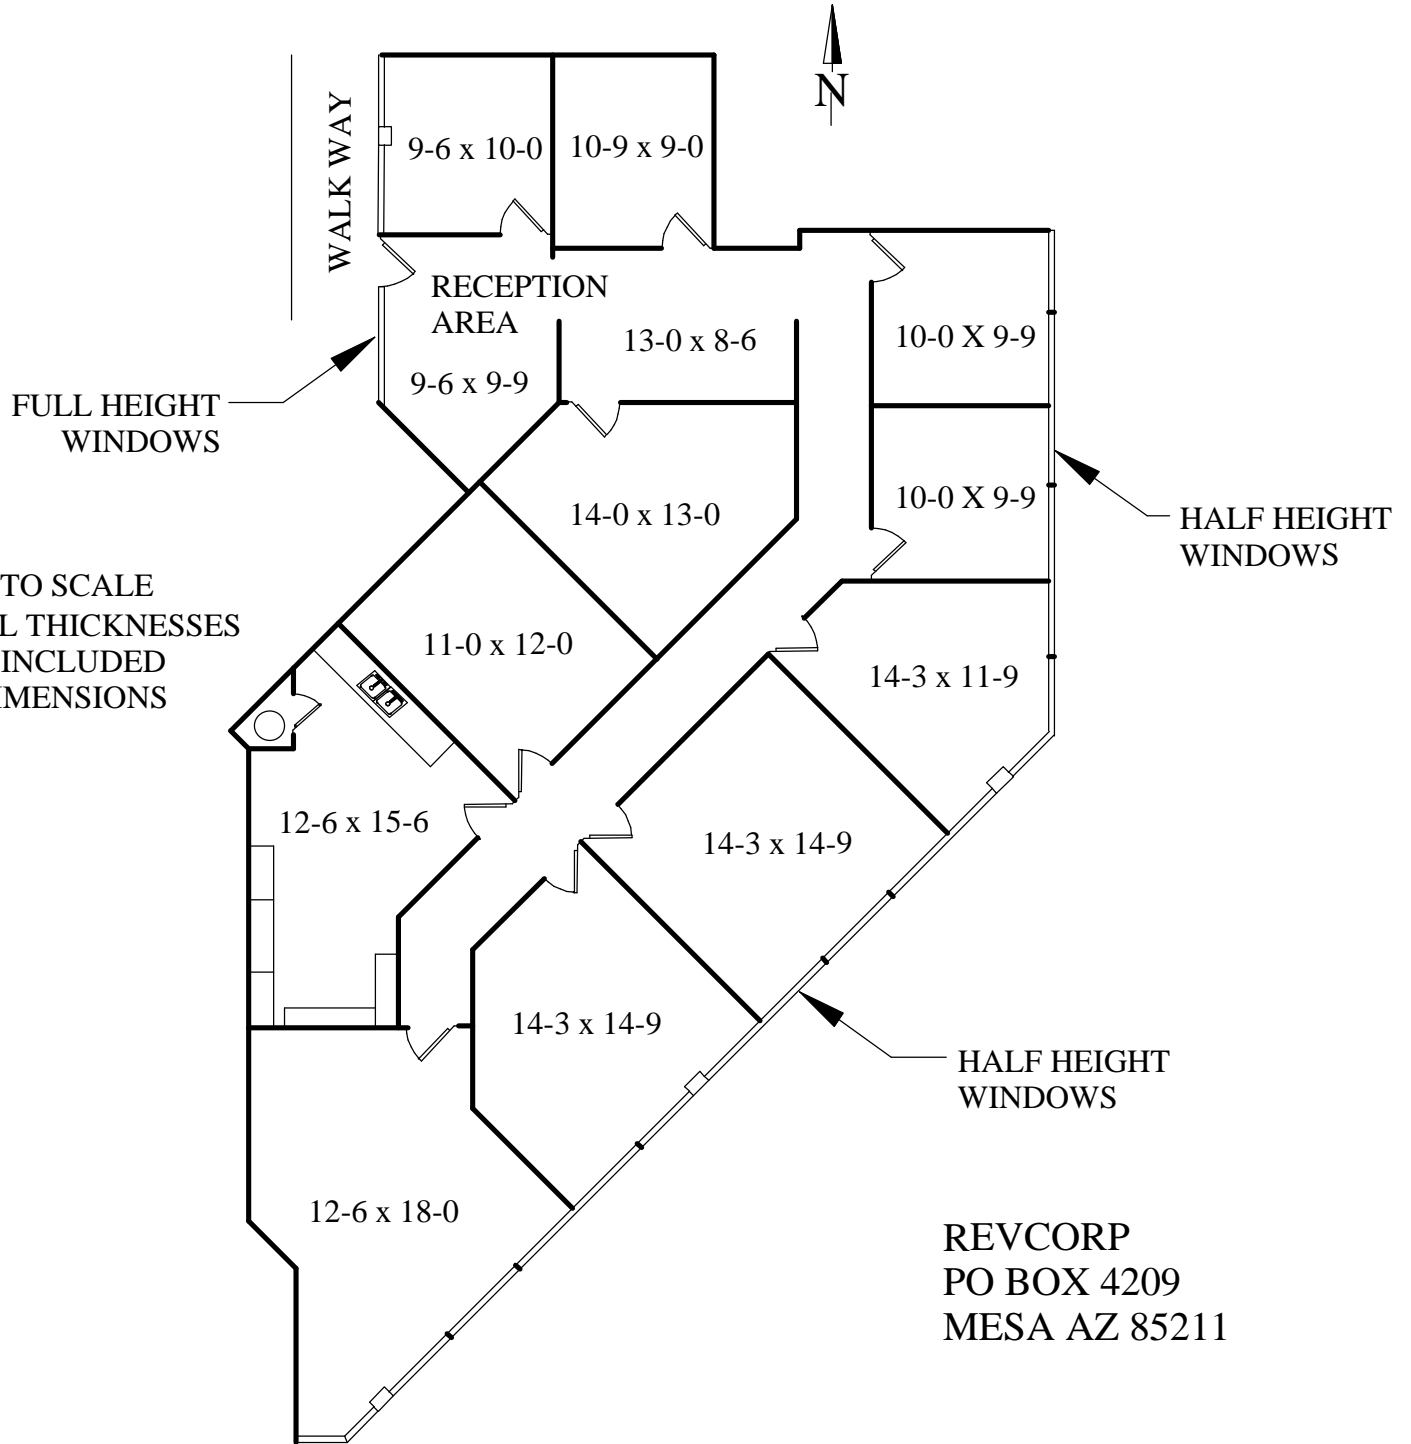 N
WALK WAY
9-6 x 10-0
10-9 x 9-0
RECEPTION
AREA
9-6 x 9-9
13-0 x 8-6
10-0 X 9-9
FULL HEIGHT
WINDOWS
10-0 X 9-9
14-0 x 13-0
HALF HEIGHT
WINDOWS
TO SCALE
L THICKNESSES
INCLUDED
IMENSIONS
11-0 x 12-0
14-3 x 11-9
12-6 x 15-6
14-3 x 14-9
14-3 x 14-9
HALF HEIGHT
WINDOWS
12-6 x 18-0
REVCORP
PO BOX 4209
MESA AZ 85211